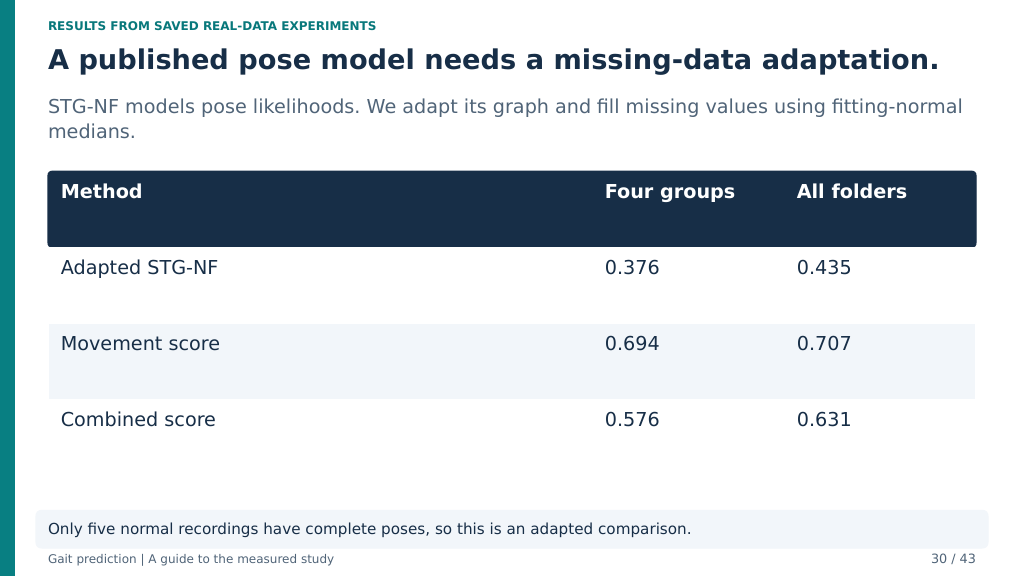 RESULTS FROM SAVED REAL-DATA EXPERIMENTS
A published pose model needs a missing-data adaptation.
STG-NF models pose likelihoods. We adapt its graph and fill missing values using fitting-normal
medians.
Method Four groups All folders
Adapted STG-NF 0.376 0.435
Movement score 0.694 0.707
Combined score 0.576 0.631
Only five normal recordings have complete poses, so this is an adapted comparison.
Gait prediction | A guide to the measured study 30 / 43